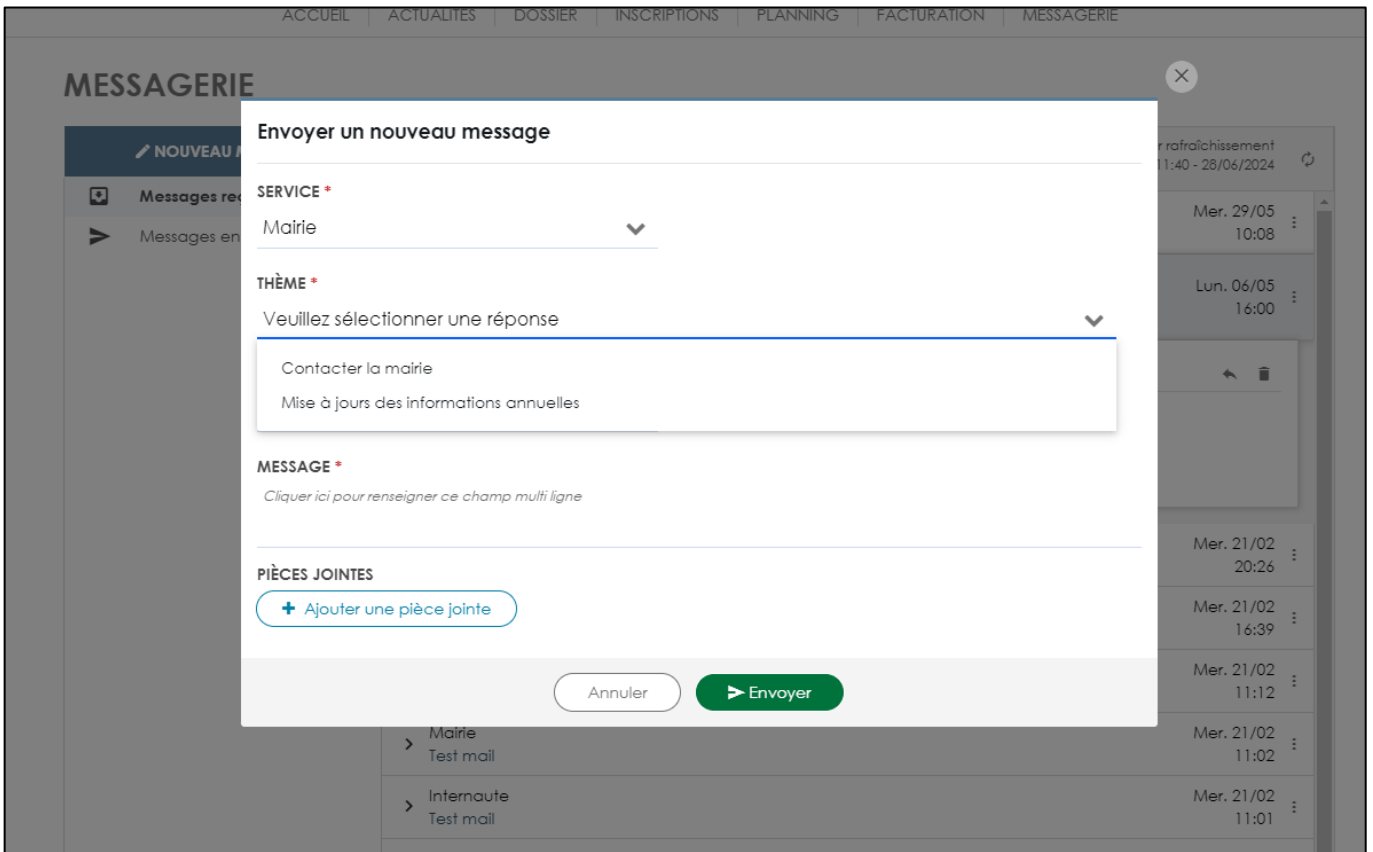 ACCUEIL ACTUALITÉS DOSSIER INSCRIPTIONS PLANNING FACTURATION MESSAGERIE
MESSAGERIE
NOUVEAU
Messages
Messages
rafraîchissement
11:40 - 28/06/2024
Envoyer un nouveau message
SERVICE *
Mairie
THÈME *
Veuillez sélectionner une réponse
Contacter la mairie
Mise à jours des informations annuelles
MESSAGE *
Cliquer ici pour renseigner ce champ multi ligne
PIÈCES JOINTES
+ Ajouter une pièce jointe
Annuler
Envoyer
Mer. 29/05
10:08
Lun. 06/05
16:00
Mer. 21/02
20:26
Mer. 21/02
16:39
Mer. 21/02
11:12
Mairie
Test mail
Mer. 21/02
11:02
Internaute
Test mail
Mer. 21/02
11:01